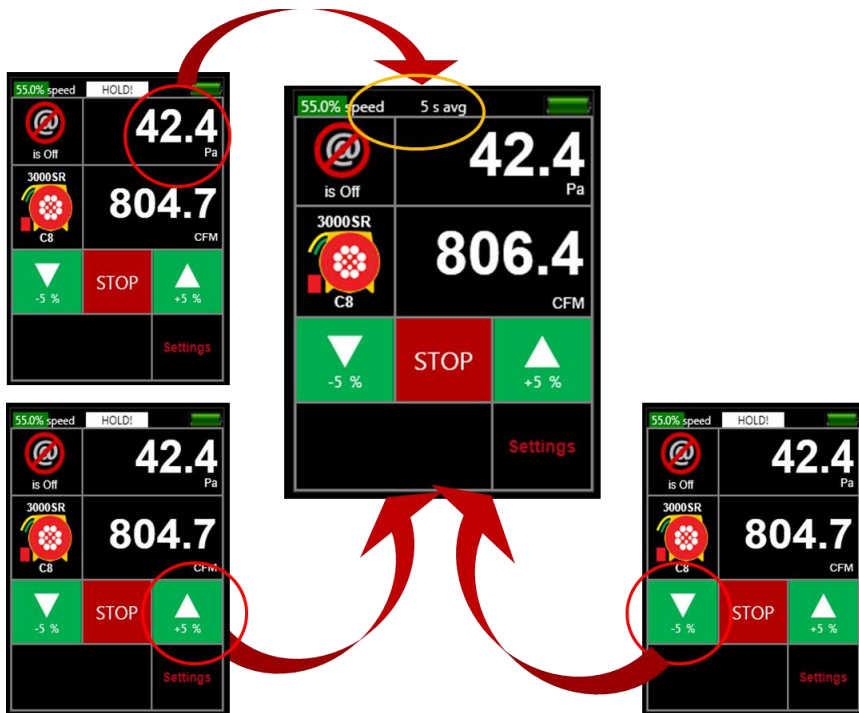 55.0% speed HOLD!
@ 42.4
is Off Pa
3000SR
804.7
C8 CFM
STOP
-5 % +5 %
Settings
55.0% speed 5 s avg
@ 42.4
is Off Pa
3000SR
806.4
C8 CFM
STOP
-5 % +5 %
Settings
55.0% speed HOLD!
@ 42.4
is Off Pa
3000SR
804.7
C8 CFM
STOP
-5 % +5 %
Settings
55.0% speed HOLD!
@ 42.4
is Off Pa
3000SR
804.7
C8 CFM
STOP
-5 % +5 %
Settings